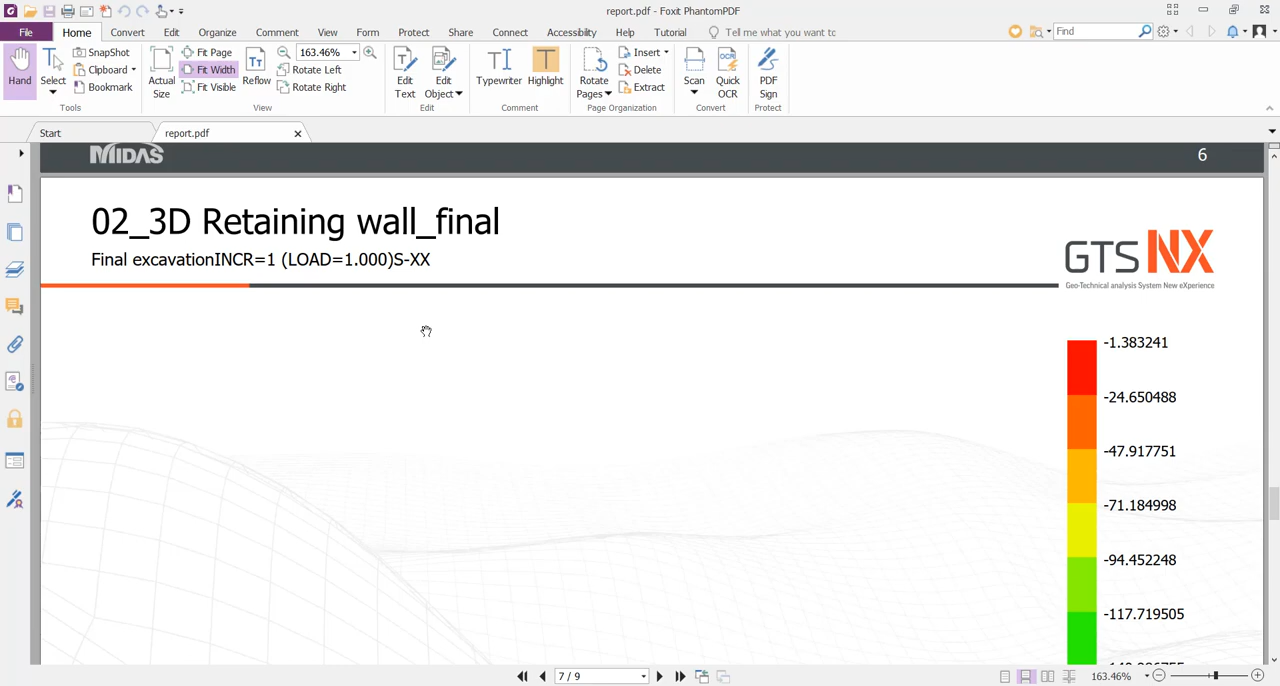 report.pdf - Foxit PhantomPDF
File Home Convert Edit Organize Comment View Form Protect Share Connect Accessibility Help Tutorial Tell me what you want tc Find
Hand
Select
SnapShot
Clipboard
Bookmark
Tools
Actual Size
Fit Page
Fit Width
Fit Visible
Reflow
163.46%
Rotate Left
Rotate Right
View
Edit Text
Edit Object
Edit
Typewriter
Highlight
Comment
Rotate Pages
Insert
Delete
Extract
Page Organization
Scan
Quick OCR
Convert
PDF Sign
Protect
Start
report.pdf
MIDAS 6
02_3D Retaining wall_final
Final excavationINCR=1 (LOAD=1.000)S-XX
GTS NX
Geo-Technical analysis System New eXperience
-1.383241
-24.650488
-47.917751
-71.184998
-94.452248
-117.719505
7 / 9
163.46%